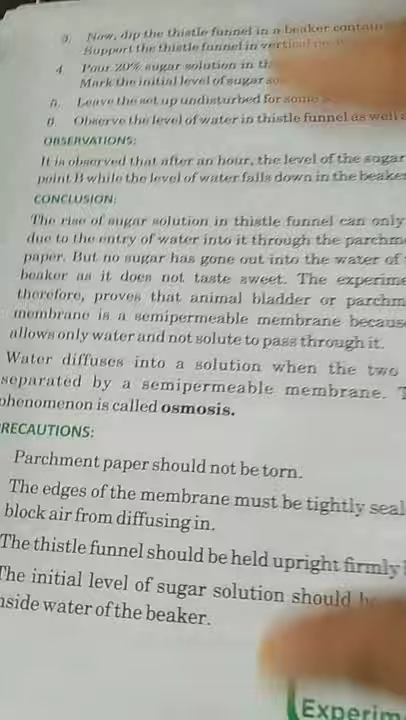 3. Now, dip the thistle funnel in a beaker
Support the thistle funnel in vertical
4. Pour 20% sugar solution in
Mark the initial level of sugar
5. Leave the set up undisturbed for some
6. Observe the level of water in thistle funnel as well
OBSERVATIONS:
It is observed that after an hour, the level of the sugar
point B while the level of water falls down in the
CONCLUSION:
The rise of sugar solution in thistle funnel can only
due to the entry of water into it through the
paper. But no sugar has gone out into the water of
beaker as it does not taste sweet. The
therefore, proves that animal bladder or
membrane is a semipermeable membrane
allows only water and not solute to pass through it.
Water diffuses into a solution when the two
separated by a semipermeable membrane.
phenomenon is called osmosis.
RECAUTIONS:
Parchment paper should not be torn.
The edges of the membrane must be tightly seal
block air from diffusing in.
The thistle funnel should be held upright firmly
The initial level of sugar solution should
nside water of the beaker.
Experim